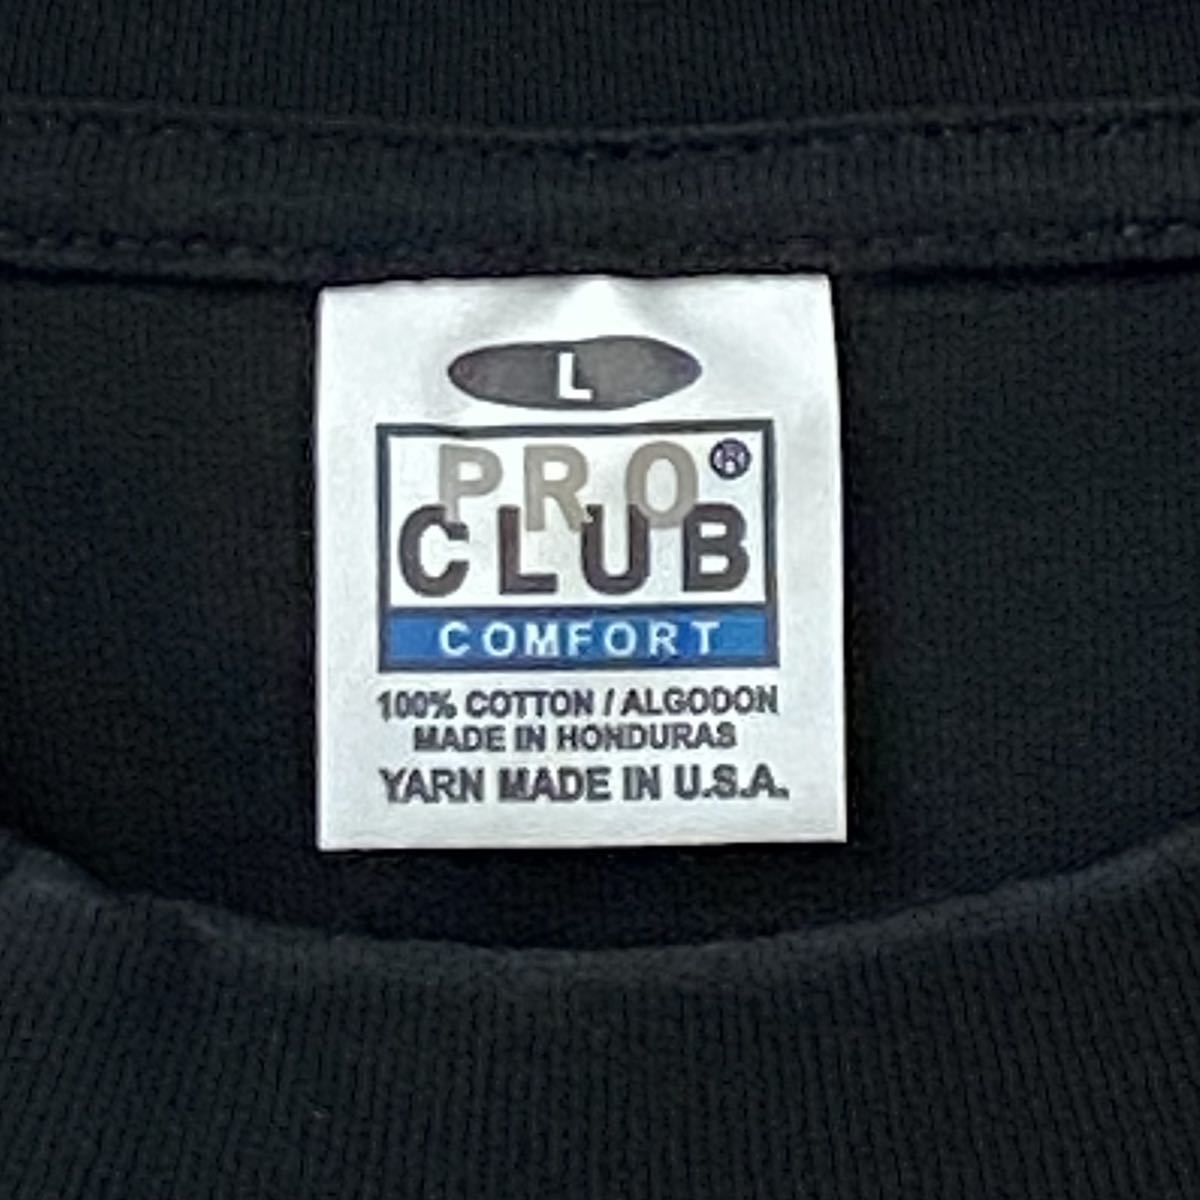 L
PRO®
CLUB
COMFORT
100% COTTON / ALGODON
MADE IN HONDURAS
YARN MADE IN U.S.A.